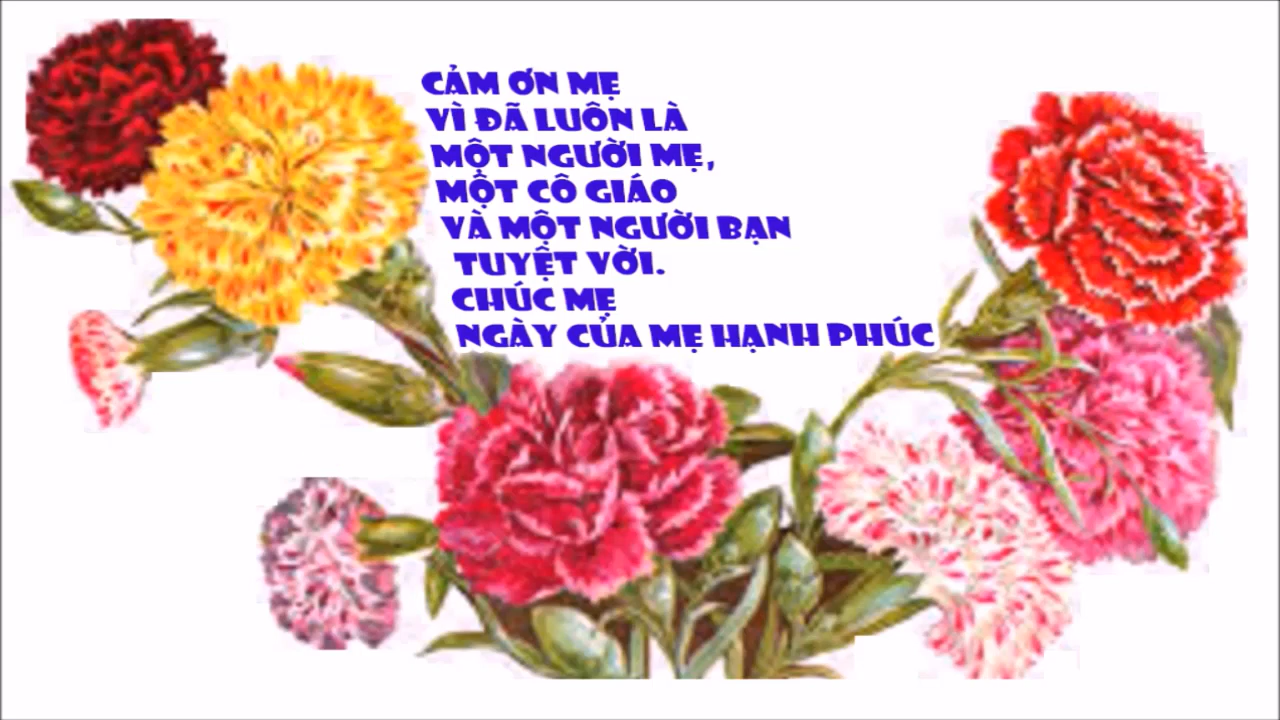 CẢM ƠN MẸ
VÌ ĐÃ LUÔN LÀ
MỘT NGƯỜI MẸ,
MỘT CÔ GIÁO
VÀ MỘT NGƯỜI BẠN
TUYỆT VỜI.
CHÚC MẸ
NGÀY CỦA MẸ HẠNH PHÚC